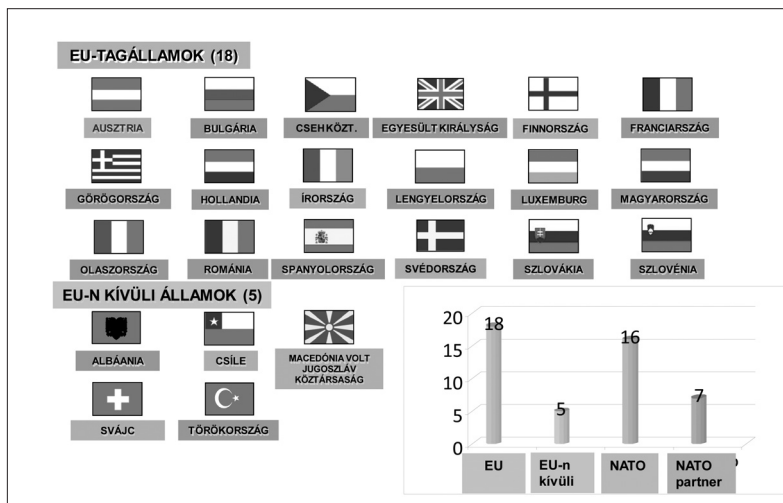 EU-TAGÁLLAMOK (18)
AUSZTRIA
BULGÁRIA
CSEH KÖZT.
EGYESÜLT KIRÁLYSÁG
FINNORSZÁG
FRANCIARSZÁG
GÖRÖGORSZÁG
HOLLANDIA
ÍRORSZÁG
LENGYELORSZÁG
LUXEMBURG
MAGYARORSZÁG
OLASZORSZÁG
ROMÁNIA
SPANYOLORSZÁG
SVÉDORSZÁG
SZLOVÁKIA
SZLOVÉNIA
EU-N KÍVÜLI ÁLLAMOK (5)
ALBÁANIA
CSÍLE
MACEDÓNIA VOLT
JUGOSZLÁV
KÖZTÁRSASÁG
SVÁJC
TÖRÖKORSZÁG
20
15
10
5
0
18
5
16
7
EU
EU-n
kívüli
NATO
NATO
partner